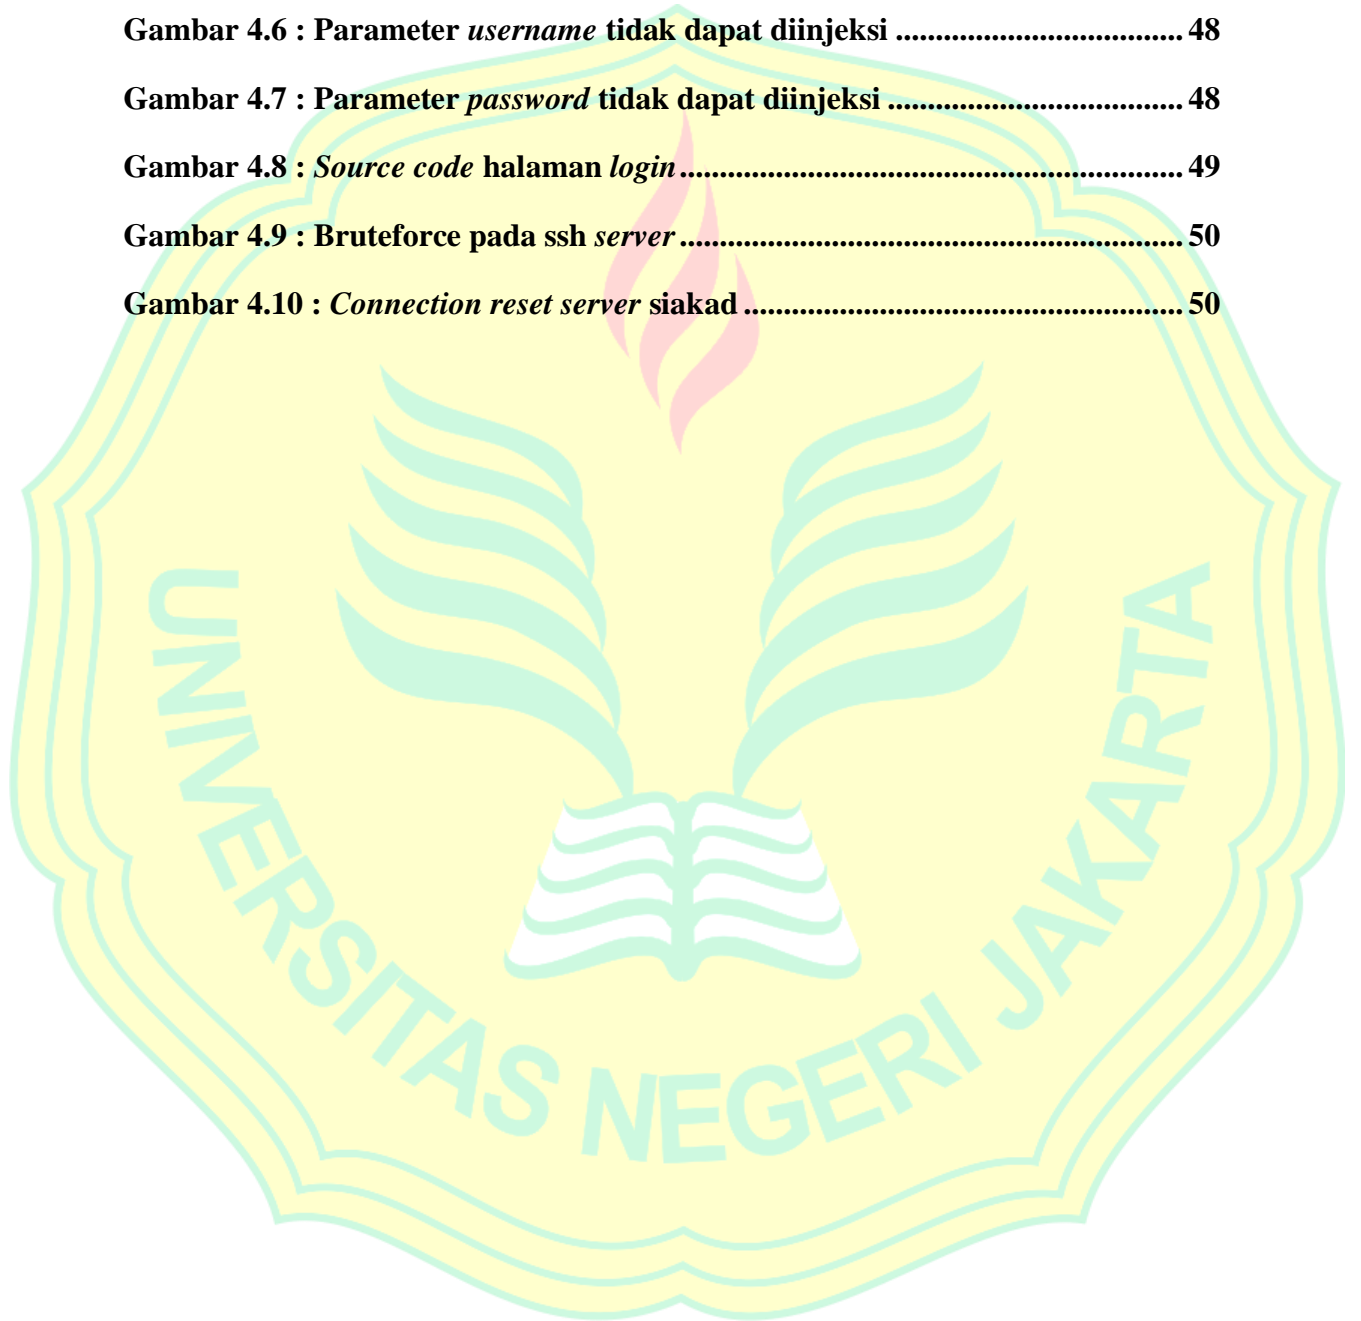 Gambar 4.6 : Parameter username tidak dapat diinjeksi ..................................... 48
Gambar 4.7 : Parameter password tidak dapat diinjeksi ...................................... 48
Gambar 4.8 : Source code halaman login ................................................................ 49
Gambar 4.9 : Bruteforce pada ssh server ................................................................ 50
Gambar 4.10 : Connection reset server siakad ........................................................ 50
UNIVERSITAS NEGERI JAKARTA